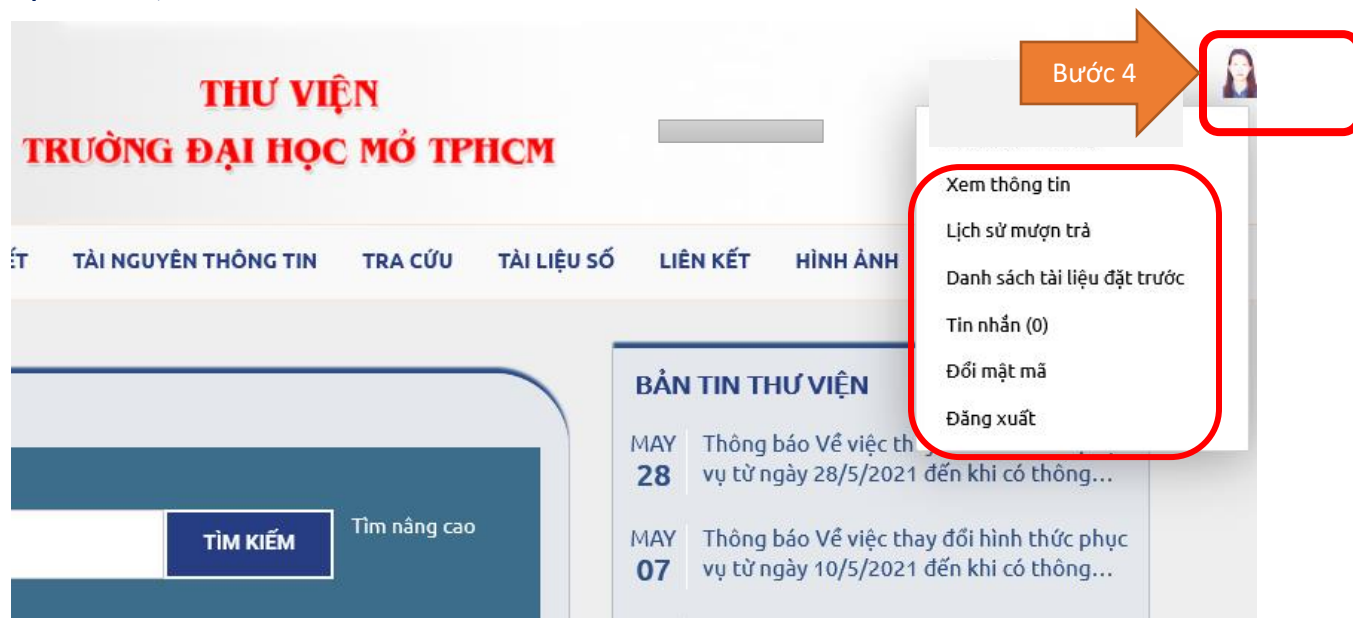 Bước 4
THƯ VIỆN
TRƯỜNG ĐẠI HỌC MỞ TPHCM
Xem thông tin
Lịch sử mượn trả
Danh sách tài liệu đặt trước
Tin nhắn (0)
Đổi mật mã
Đăng xuất
TÀI NGUYÊN THÔNG TIN TRA CỨU TÀI LIỆU SỐ LIÊN KẾT HÌNH ẢNH
BẢN TIN THƯ VIỆN
MAY
28
Thông báo Về việc
vụ từ ngày 28/5/2021 đến khi có thông...
MAY
07
Thông báo Về việc thay đổi hình thức phục
vụ từ ngày 10/5/2021 đến khi có thông...
TÌM KIẾM
Tìm nâng cao